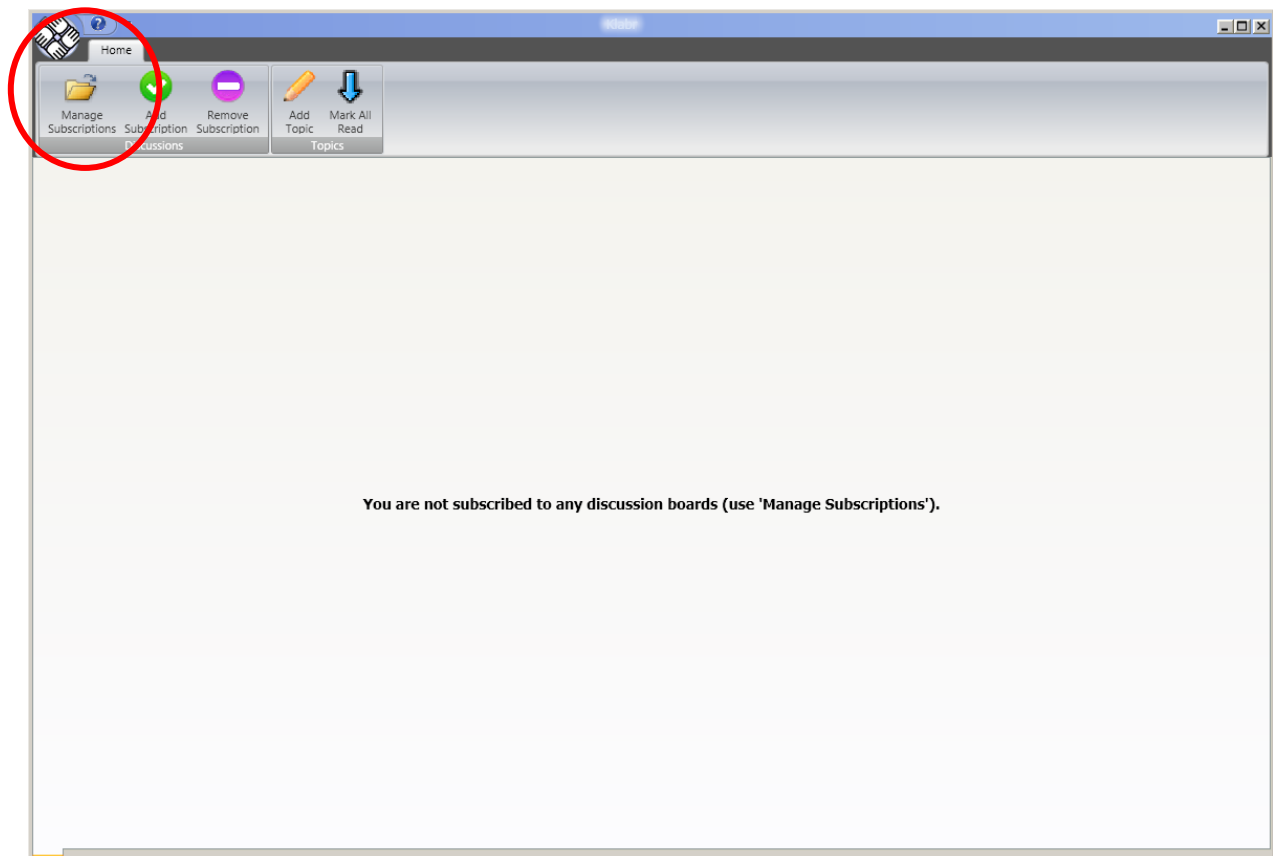 Home
Manage Subscriptions
Add Subscription
Remove Subscription
Add Topic
Mark All Read
Discussions
Topics
You are not subscribed to any discussion boards (use 'Manage Subscriptions').